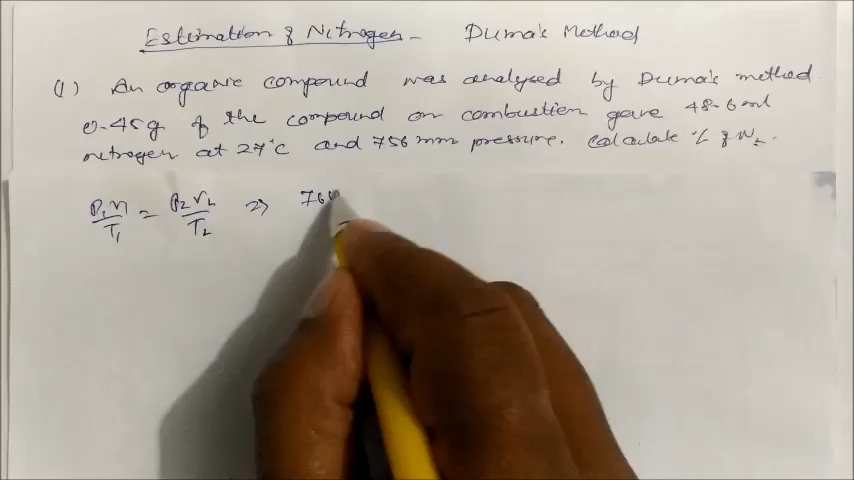 Estimation of Nitrogen - Duma's Method
(1) An organic compound was analysed by Duma's method
0.45g of the compound on combustion gave 48.6 ml
nitrogen at 27°C and 756 mm pressure. Calculate % of N₂.
P₁V₁/T₁ = P₂V₂/T₂ ⇒ 760